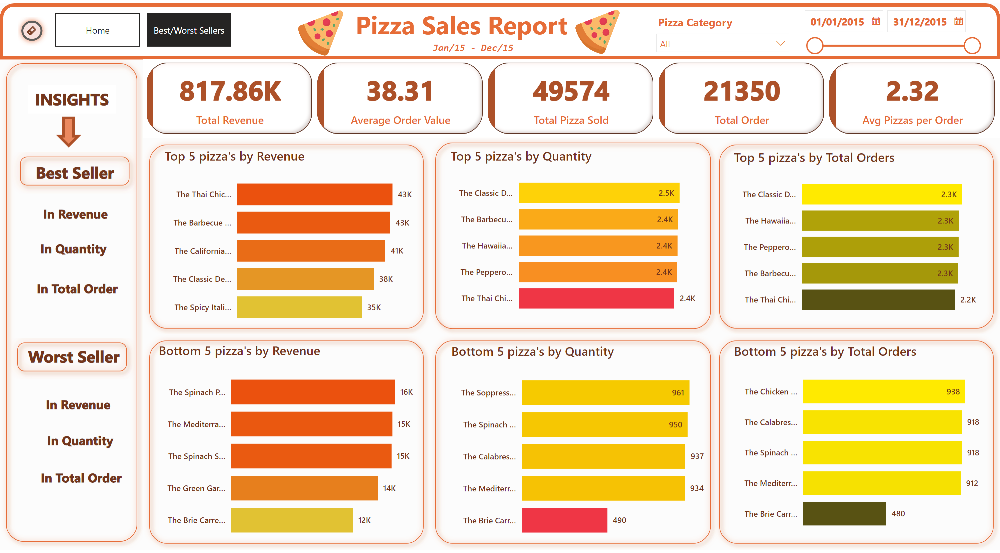 Home
Best/Worst Sellers
Pizza Sales Report
Jan/15 - Dec/15
Pizza Category
All
01/01/2015
31/12/2015
INSIGHTS
Best Seller
In Revenue
In Quantity
In Total Order
Worst Seller
In Revenue
In Quantity
In Total Order
817.86K
Total Revenue
38.31
Average Order Value
49574
Total Pizza Sold
21350
Total Order
2.32
Avg Pizzas per Order
Top 5 pizza's by Revenue
The Thai Chic... 43K
The Barbecue ... 43K
The California... 41K
The Classic De... 38K
The Spicy Itali... 35K
Top 5 pizza's by Quantity
The Classic D... 2.5K
The Barbecu... 2.4K
The Hawaiia... 2.4K
The Peppero... 2.4K
The Thai Chi... 2.4K
Top 5 pizza's by Total Orders
The Classic D... 2.3K
The Hawaiia... 2.3K
The Peppero... 2.3K
The Barbecu... 2.3K
The Thai Chi... 2.2K
Bottom 5 pizza's by Revenue
The Spinach P... 16K
The Mediterra... 15K
The Spinach S... 15K
The Green Gar... 14K
The Brie Carre... 12K
Bottom 5 pizza's by Quantity
The Soppress... 961
The Spinach ... 950
The Calabres... 937
The Mediterr... 934
The Brie Carr... 490
Bottom 5 pizza's by Total Orders
The Chicken ... 938
The Calabres... 918
The Spinach ... 918
The Mediterr... 912
The Brie Carr... 480